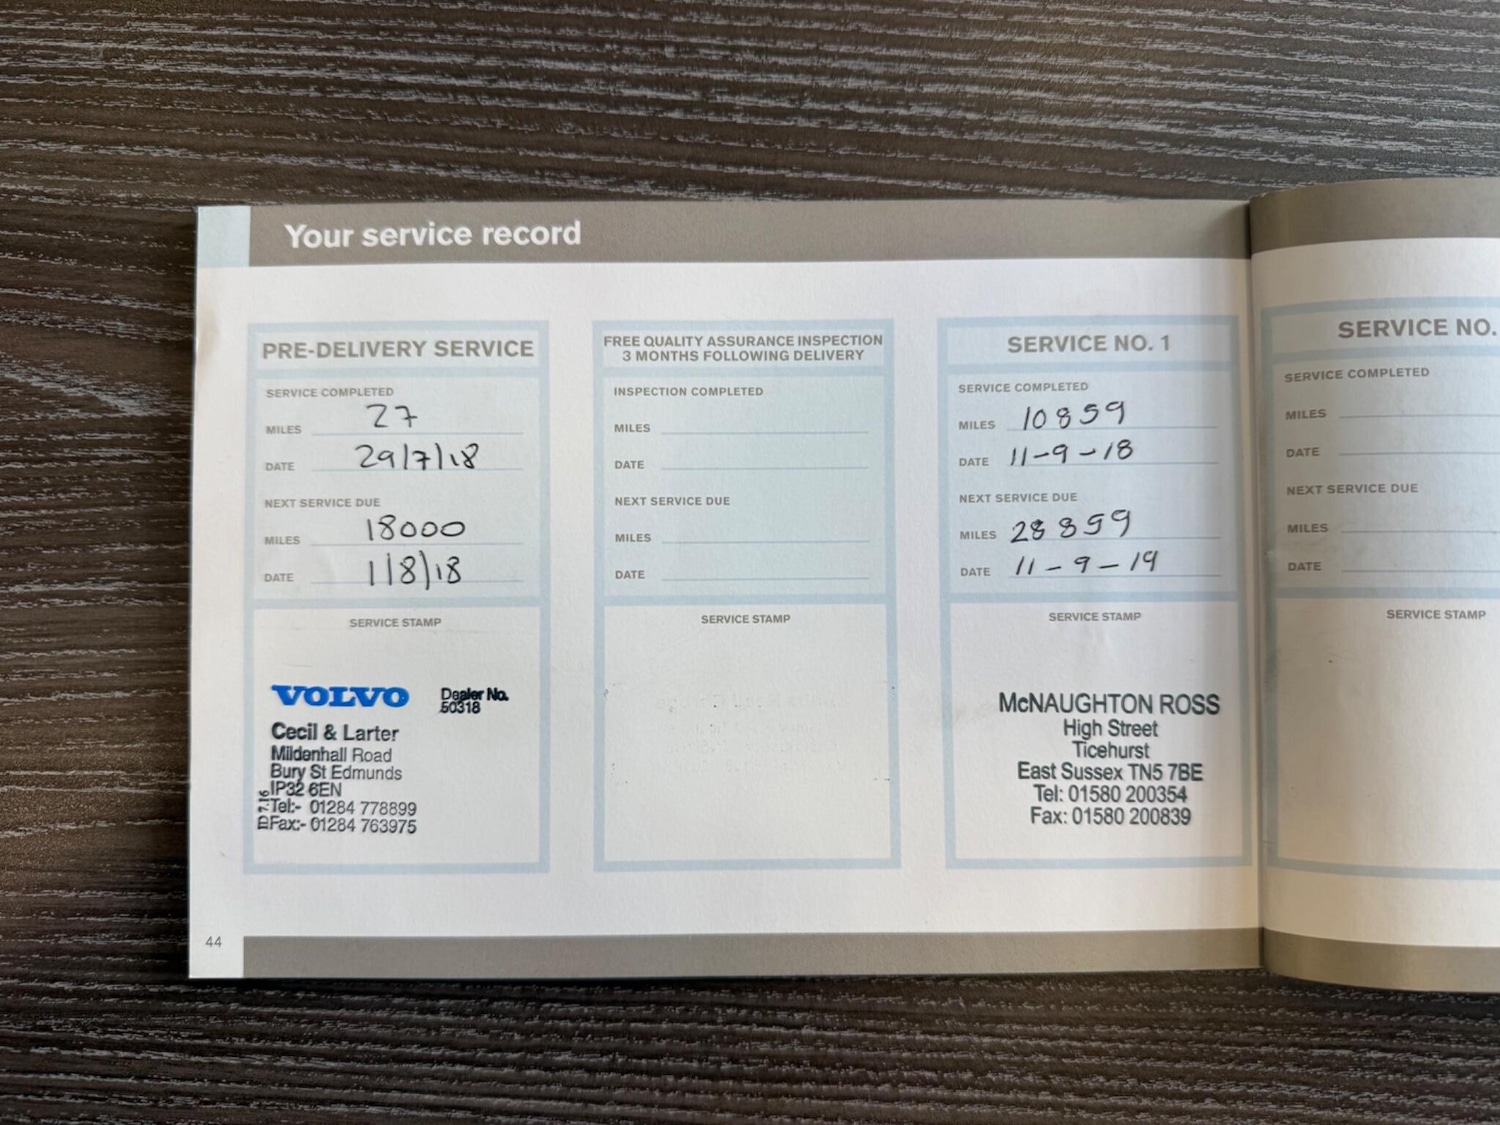 Your service record
PRE-DELIVERY SERVICE
SERVICE COMPLETED
MILES 27
DATE 29/7/18
NEXT SERVICE DUE
MILES 18000
DATE 1/8/18
SERVICE STAMP
VOLVO Dealer No.
50318
Cecil & Larter
Mildenhall Road
Bury St Edmunds
IP32 6EN
Tel:- 01284 778899
Fax:- 01284 763975
FREE QUALITY ASSURANCE INSPECTION
3 MONTHS FOLLOWING DELIVERY
INSPECTION COMPLETED
MILES
DATE
NEXT SERVICE DUE
MILES
DATE
SERVICE STAMP
SERVICE NO. 1
SERVICE COMPLETED
MILES 10859
DATE 11-9-18
NEXT SERVICE DUE
MILES 28859
DATE 11-9-19
SERVICE STAMP
McNAUGHTON ROSS
High Street
Ticehurst
East Sussex TN5 7BE
Tel: 01580 200354
Fax: 01580 200839
SERVICE NO.
SERVICE COMPLETED
MILES
DATE
NEXT SERVICE DUE
MILES
DATE
SERVICE STAMP
44